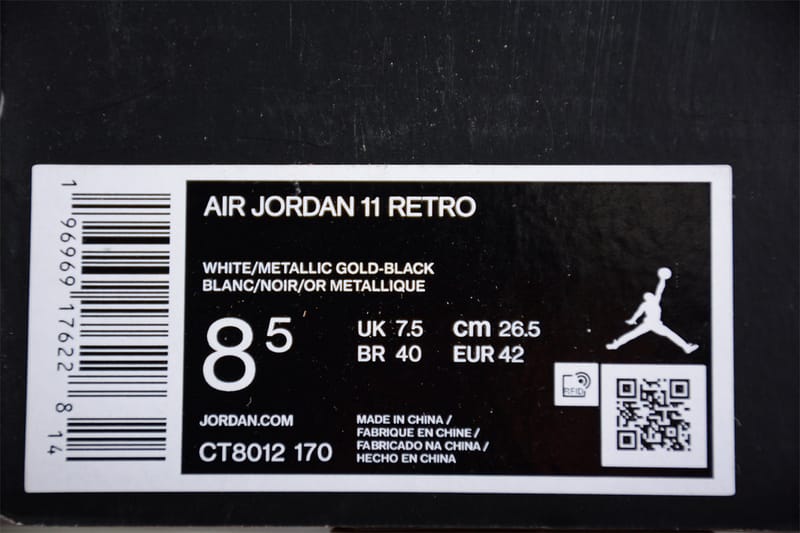 AIR JORDAN 11 RETRO
WHITE/METALLIC GOLD-BLACK
BLANC/NOIR/OR METALLIQUE
8 5
UK 7.5 cm 26.5
BR 40 EUR 42
JORDAN.COM
CT8012 170
MADE IN CHINA /
FABRIQUE EN CHINE /
FABRICADO NA CHINA /
HECHO EN CHINA
RFID
1 96969 17622 8 14